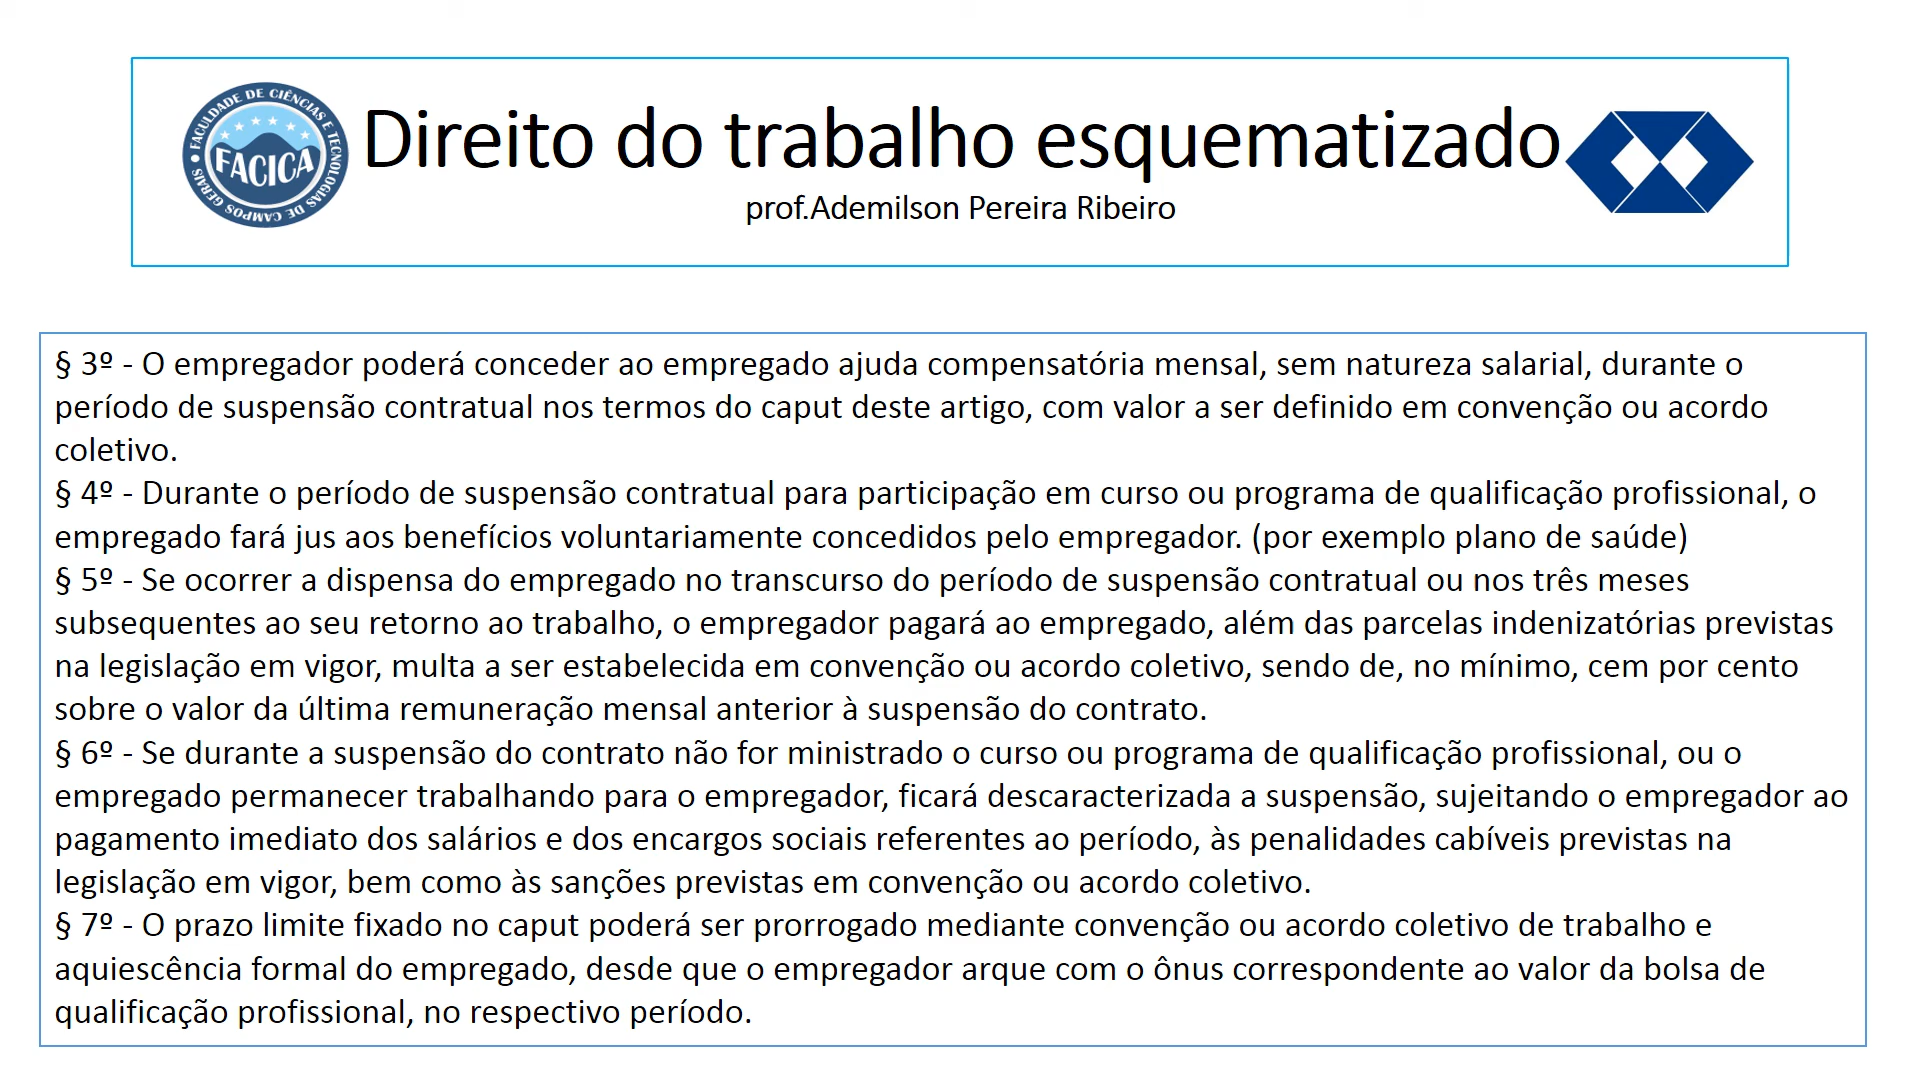 FACULDADE DE CIÊNCIAS E TECNOLOGIAS DE CAMPOS GERAIS
FACICA
Direito do trabalho esquematizado
prof.Ademilson Pereira Ribeiro
§ 3º - O empregador poderá conceder ao empregado ajuda compensatória mensal, sem natureza salarial, durante o
período de suspensão contratual nos termos do caput deste artigo, com valor a ser definido em convenção ou acordo
coletivo.
§ 4º - Durante o período de suspensão contratual para participação em curso ou programa de qualificação profissional, o
empregado fará jus aos benefícios voluntariamente concedidos pelo empregador. (por exemplo plano de saúde)
§ 5º - Se ocorrer a dispensa do empregado no transcurso do período de suspensão contratual ou nos três meses
subsequentes ao seu retorno ao trabalho, o empregador pagará ao empregado, além das parcelas indenizatórias previstas
na legislação em vigor, multa a ser estabelecida em convenção ou acordo coletivo, sendo de, no mínimo, cem por cento
sobre o valor da última remuneração mensal anterior à suspensão do contrato.
§ 6º - Se durante a suspensão do contrato não for ministrado o curso ou programa de qualificação profissional, ou o
empregado permanecer trabalhando para o empregador, ficará descaracterizada a suspensão, sujeitando o empregador ao
pagamento imediato dos salários e dos encargos sociais referentes ao período, às penalidades cabíveis previstas na
legislação em vigor, bem como às sanções previstas em convenção ou acordo coletivo.
§ 7º - O prazo limite fixado no caput poderá ser prorrogado mediante convenção ou acordo coletivo de trabalho e
aquiescência formal do empregado, desde que o empregador arque com o ônus correspondente ao valor da bolsa de
qualificação profissional, no respectivo período.